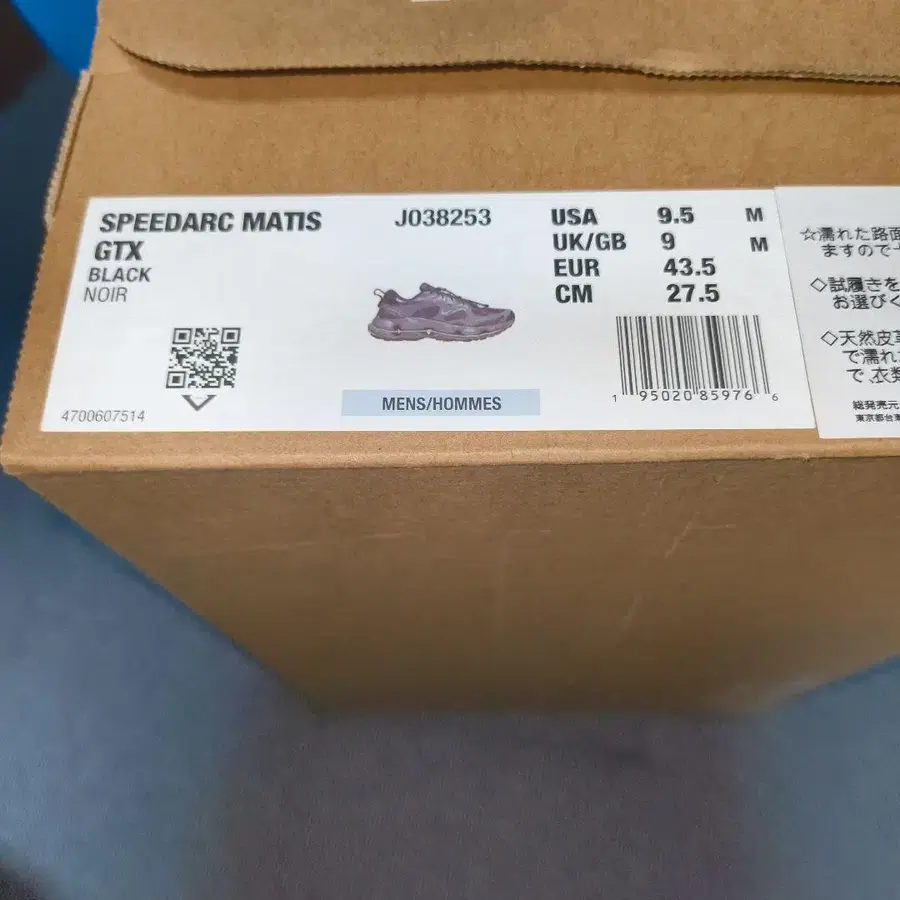 SPEEDARC MATIS
GTX
BLACK
NOIR
4700607514
J038253
MENS/HOMMES
USA 9.5 M
UK/GB 9 M
EUR 43.5
CM 27.5
1 95020 85976 6
☆濡れた路面
ますので
◇試履きを
お選びく
◇天然皮革
で濡れた
で、衣類
総発売元
東京都台東